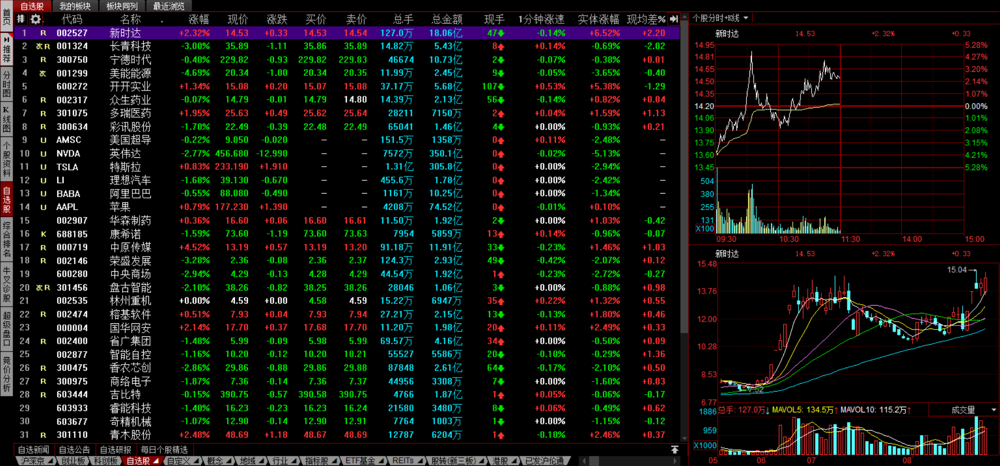 自选股 我的板块 板块同列 最近浏览
首页
推荐
分时图
K线图
个股资料
自选股
综合排名
牛叉诊股
超级盘口
竞价分析
排 代码 名称 . 涨幅 现价 涨跌 买价 卖价 总手 总金额 现手 1分钟涨速 实体涨幅 现均差%
1 R 002527 新时达 +2.32% 14.53 +0.33 14.53 14.54 127.0万 18.06亿 47 -0.14% +6.52% +2.20
2 次R 001324 长青科技 -3.00% 35.89 -1.11 35.86 35.89 14.82万 5.43亿 8 +0.14% -0.69% -2.02
3 R 300750 宁德时代 -0.40% 229.82 -0.93 229.82 229.83 46674 10.73亿 2 -0.07% -0.38% +0.01
4 次 001299 美能能源 -4.69% 20.34 -1.00 20.34 20.35 11.99万 2.45亿 9 -0.05% -3.65% -0.40
5 600272 开开实业 +1.34% 15.08 +0.20 15.07 15.08 37.17万 5.68亿 107 +0.53% +5.38% -1.29
6 R 002317 众生药业 -0.07% 14.79 -0.01 14.79 14.80 14.39万 2.13亿 56 -0.14% +0.82% +0.04
7 R 301075 多瑞医药 +1.95% 25.63 +0.49 25.62 25.64 28211 7150万 2 +0.04% +1.59% +1.13
8 R 300634 彩讯股份 -1.70% 22.49 -0.39 22.48 22.49 65041 1.46亿 4 +0.00% -0.93% +0.21
9 U AMSC 美国超导 -0.22% 9.050 -0.020 — — 151.5万 1358万 0 +0.11% -2.48% —
10 U NVDA 英伟达 -2.77% 456.680 -12.990 — — 7572万 350.1亿 0 -0.02% -5.13% —
11 U TSLA 特斯拉 +0.83% 233.190 +1.910 — — 1.31亿 305.8亿 0 +0.00% -2.94% —
12 U LI 理想汽车 -1.68% 39.130 -0.670 — — 455.6万 1.78亿 0 +0.00% -2.42% —
13 U BABA 阿里巴巴 -0.55% 88.080 -0.490 — — 1161万 10.25亿 0 +0.00% -1.34% —
14 U AAPL 苹果 +0.79% 177.230 +1.390 — — 4208万 74.52亿 0 -0.01% +0.10% —
15 002907 华森制药 +0.36% 16.60 +0.06 16.60 16.61 11.50万 1.92亿 2 +0.00% +1.03% -0.42
16 K 688185 康希诺 -1.59% 73.60 -1.19 73.60 73.63 7954 5859万 13 +0.14% -0.96% -0.07
17 R 000719 中原传媒 +4.52% 13.19 +0.57 13.19 13.20 91.18万 11.91亿 33 -0.23% +1.46% +1.03
18 R 002146 荣盛发展 -3.28% 2.36 -0.08 2.36 2.37 124.3万 2.93亿 49 -0.42% -2.07% +0.12
19 600280 中央商场 -2.94% 4.29 -0.13 4.28 4.29 44.54万 1.92亿 1 -0.23% -2.72% -0.27
20 次R 301456 盘古智能 -2.10% 38.26 -0.82 38.25 38.26 28046 1.06亿 3 +0.00% -0.88% +0.98
21 002535 林州重机 +0.00% 4.59 +0.00 4.58 4.59 15.22万 6947万 35 +0.22% +1.32% +0.55
22 R 002474 榕基软件 +0.51% 7.93 +0.04 7.93 7.94 27.21万 2.15亿 13 -0.13% +1.80% +0.46
23 000004 国华网安 +2.14% 17.70 +0.37 17.68 17.70 11.20万 1.98亿 20 +0.11% +2.49% +0.33
24 R 002400 省广集团 -1.48% 5.99 -0.09 5.98 5.99 69.57万 4.16亿 34 +0.00% -0.50% +0.09
25 002877 智能自控 -1.16% 10.20 -0.12 10.20 10.21 55527 5586万 20 -0.10% -0.29% +1.36
26 R 300475 香农芯创 -2.86% 29.86 -0.88 29.86 29.88 87848 2.61亿 64 -0.17% -2.10% +0.50
27 R 300975 商络电子 -1.87% 7.36 -0.14 7.36 7.37 44956 3308万 7 +0.00% -1.60% +0.03
28 R 603444 吉比特 -0.15% 390.75 -0.57 390.58 390.75 4766 1.87亿 1 +0.05% -0.06% -0.17
29 603933 睿能科技 -1.40% 16.23 -0.23 16.23 16.24 21580 3480万 8 +0.06% -0.49% +0.62
30 603677 奇精机械 -1.07% 12.90 -0.14 12.90 12.91 7764 1003万 1 +0.00% -1.15% -0.12
31 R 301110 青木股份 +2.48% 48.69 +1.18 48.67 48.69 12787 6204万 1 -0.10% +2.46% +0.37
自选新闻 自选公告 自选研报 每日个股精选
沪深京 创业板 科创板 自选股 自定义 概念 地域 行业 指标股 ETF基金 REITs 股转(新三板) 港股 已发沪伦通
个股分时+K线
新时达 14.53 +2.32% +0.33
14.95 5.28%
14.81 4.27%
14.65 3.20%
14.50 2.14%
14.35 1.07%
14.20 0.00%
14.06 1.01%
13.90 2.08%
13.75 3.15%
13.60 4.21%
13.45 5.28%
504
380
255
131
X100
09:30 10:30 11:30 14:00 15:00
新时达 14.53 +2.32% +0.33
15.48
15.04
13.76
12.00
10.28
8.53
7.52
6.77
1886 总手: 127.0万↓ MAVOL5: 134.5万↑ MAVOL10: 115.2万↑ 成交量
959
X1000
05 06 07 08